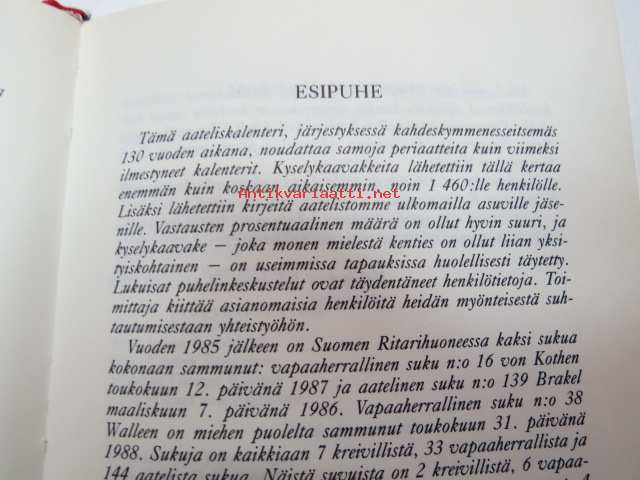 ESIPUHE
Tämä aateliskalenteri, järjestyksessä kahdeskymmenesseitsemäs
130 vuoden aikana, noudattaa samoja periaatteita kuin viimeksi
ilmestyneet kalenterit. Kyselykaavakkeita lähetettiin tällä kertaa
enemmän kuin koskaan aikaisemmin, noin 1 460:lle henkilölle.
Antikvariaatti.net
Lisäksi lähetettiin kirjeitä aatelistomme ulkomailla asuville jäse-
nille. Vastausten prosentuaalinen määrä on ollut hyvin suuri, ja
kyselykaavake — joka monen mielestä kenties on ollut liian yksi-
tyiskohtainen — on useimmissa tapauksissa huolellisesti täytetty.
Lukuisat puhelinkeskustelut ovat täydentäneet henkilötietoja. Toi-
mittaja kiittää asianomaisia henkilöitä heidän myönteisestä suh-
tautumisestaan yhteistyöhön.
Vuoden 1985 jälkeen on Suomen Ritarihuoneessa kaksi sukua
kokonaan sammunut: vapaaherrallinen suku n:o 16 von Kothen
toukokuun 12. päivänä 1987 ja aatelinen suku n:o 139 Brakel
maaliskuun 7. päivänä 1986. Vapaaherrallinen suku n:o 38
Walleen on miehen puolelta sammunut toukokuun 31. päivänä
1988. Sukuja on kaikkiaan 7 kreivillistä, 33 vapaaherrallista ja
144 aatelista sukua. Näistä suvuista on 2 kreivillistä, 6 vapaa-